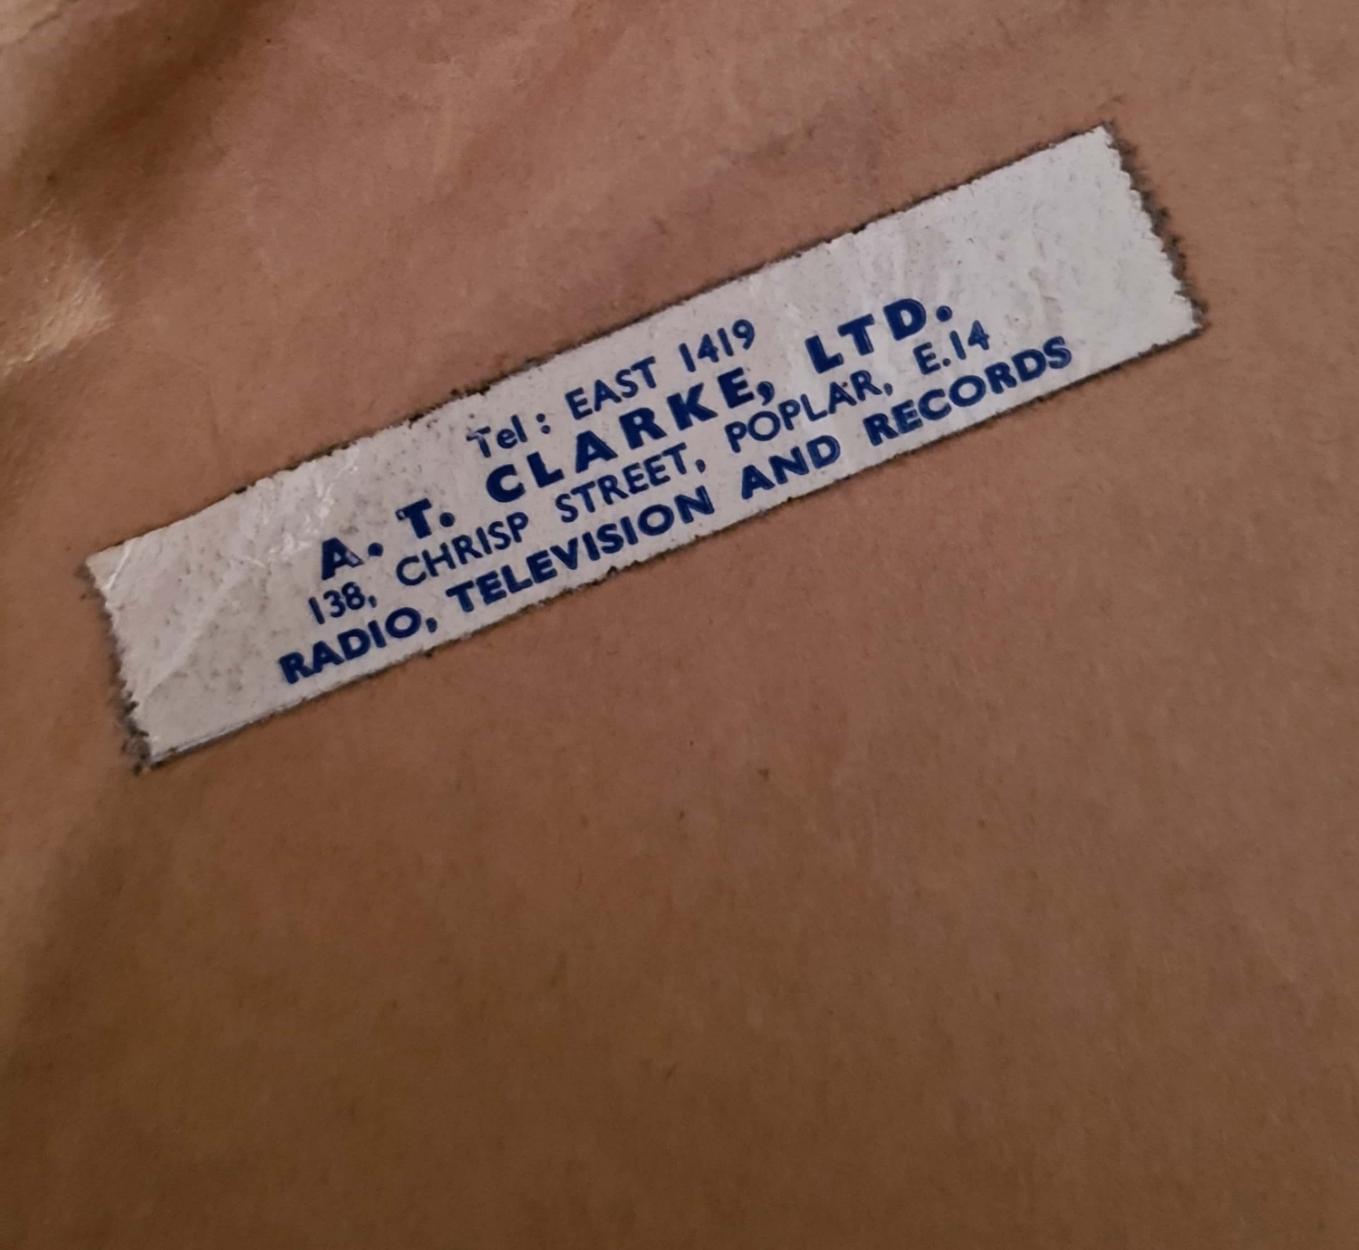 Tel: EAST 1419
A. T. CLARKE, LTD.
138, CHRISP STREET, POPLAR, E.14
RADIO, TELEVISION AND RECORDS